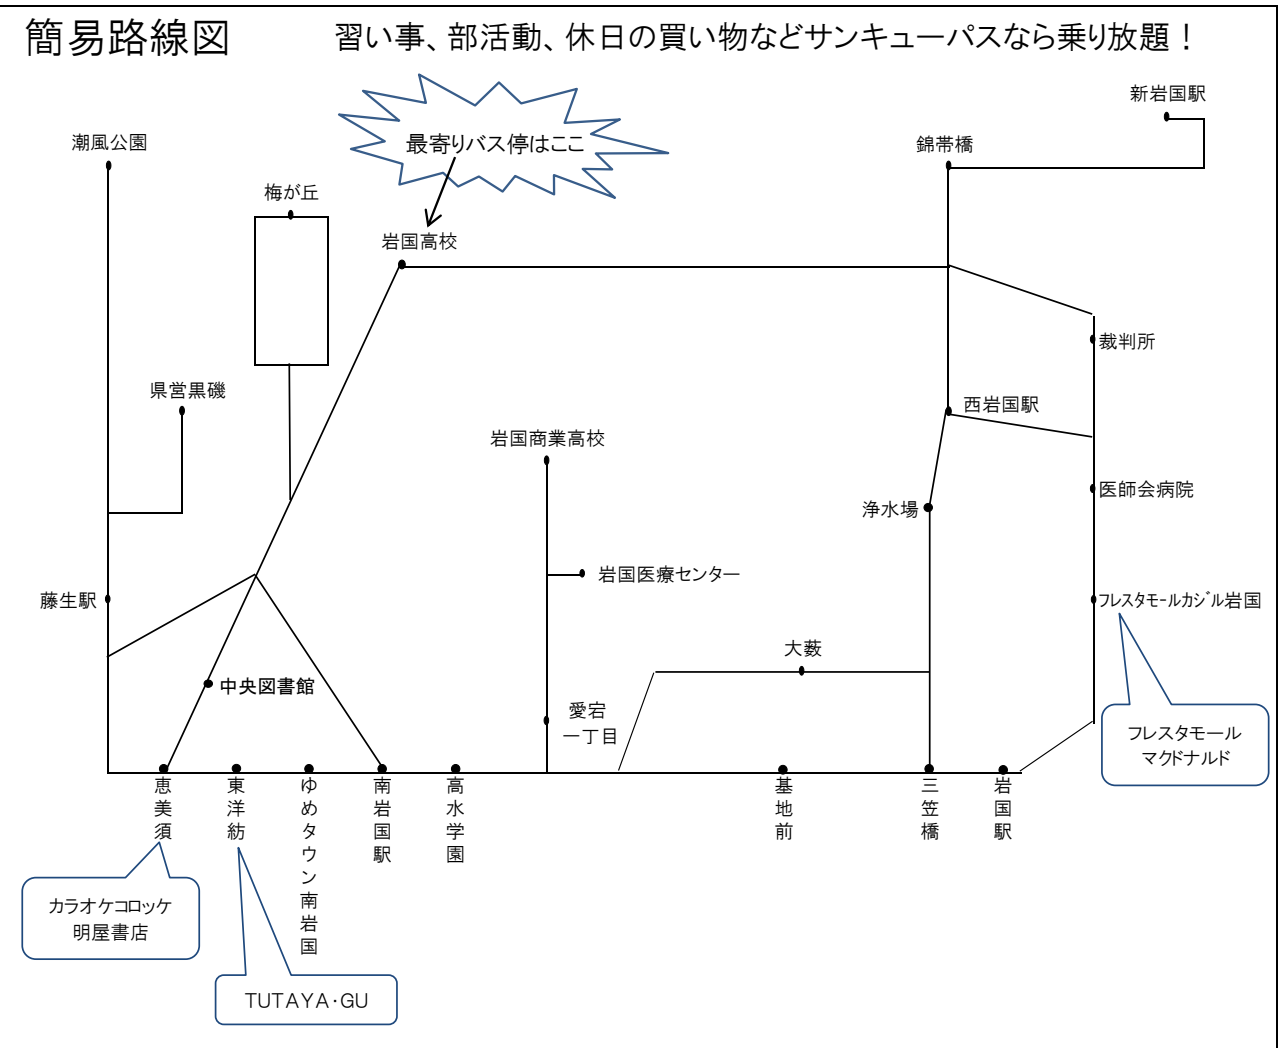 簡易路線図
習い事、部活動、休日の買い物などサンキューパスなら乗り放題！
新岩国駅
潮風公園
最寄りバス停はここ
錦帯橋
梅が丘
岩国高校
裁判所
県営黒磯
西岩国駅
岩国商業高校
医師会病院
浄水場
岩国医療センター
藤生駅
フレスタモールカジル岩国
大薮
中央図書館
愛宕
一丁目
フレスタモール
マクドナルド
恵美須
東洋紡
ゆめタウン南岩国
南岩国駅
高水学園
基地前
三笠橋
岩国駅
カラオケコロッケ
明屋書店
TUTAYA・GU